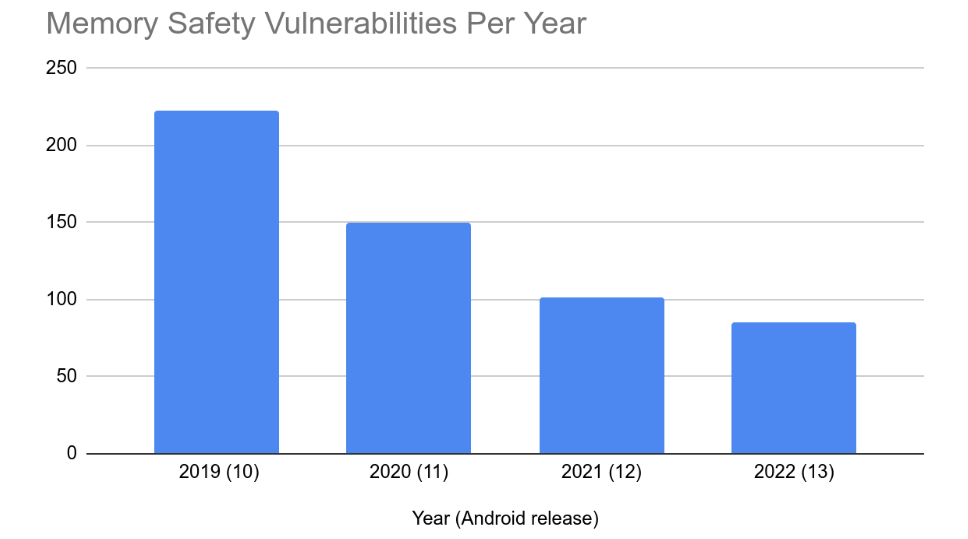 Memory Safety Vulnerabilities Per Year
250
200
150
100
50
0
2019 (10) 2020 (11) 2021 (12) 2022 (13)
Year (Android release)